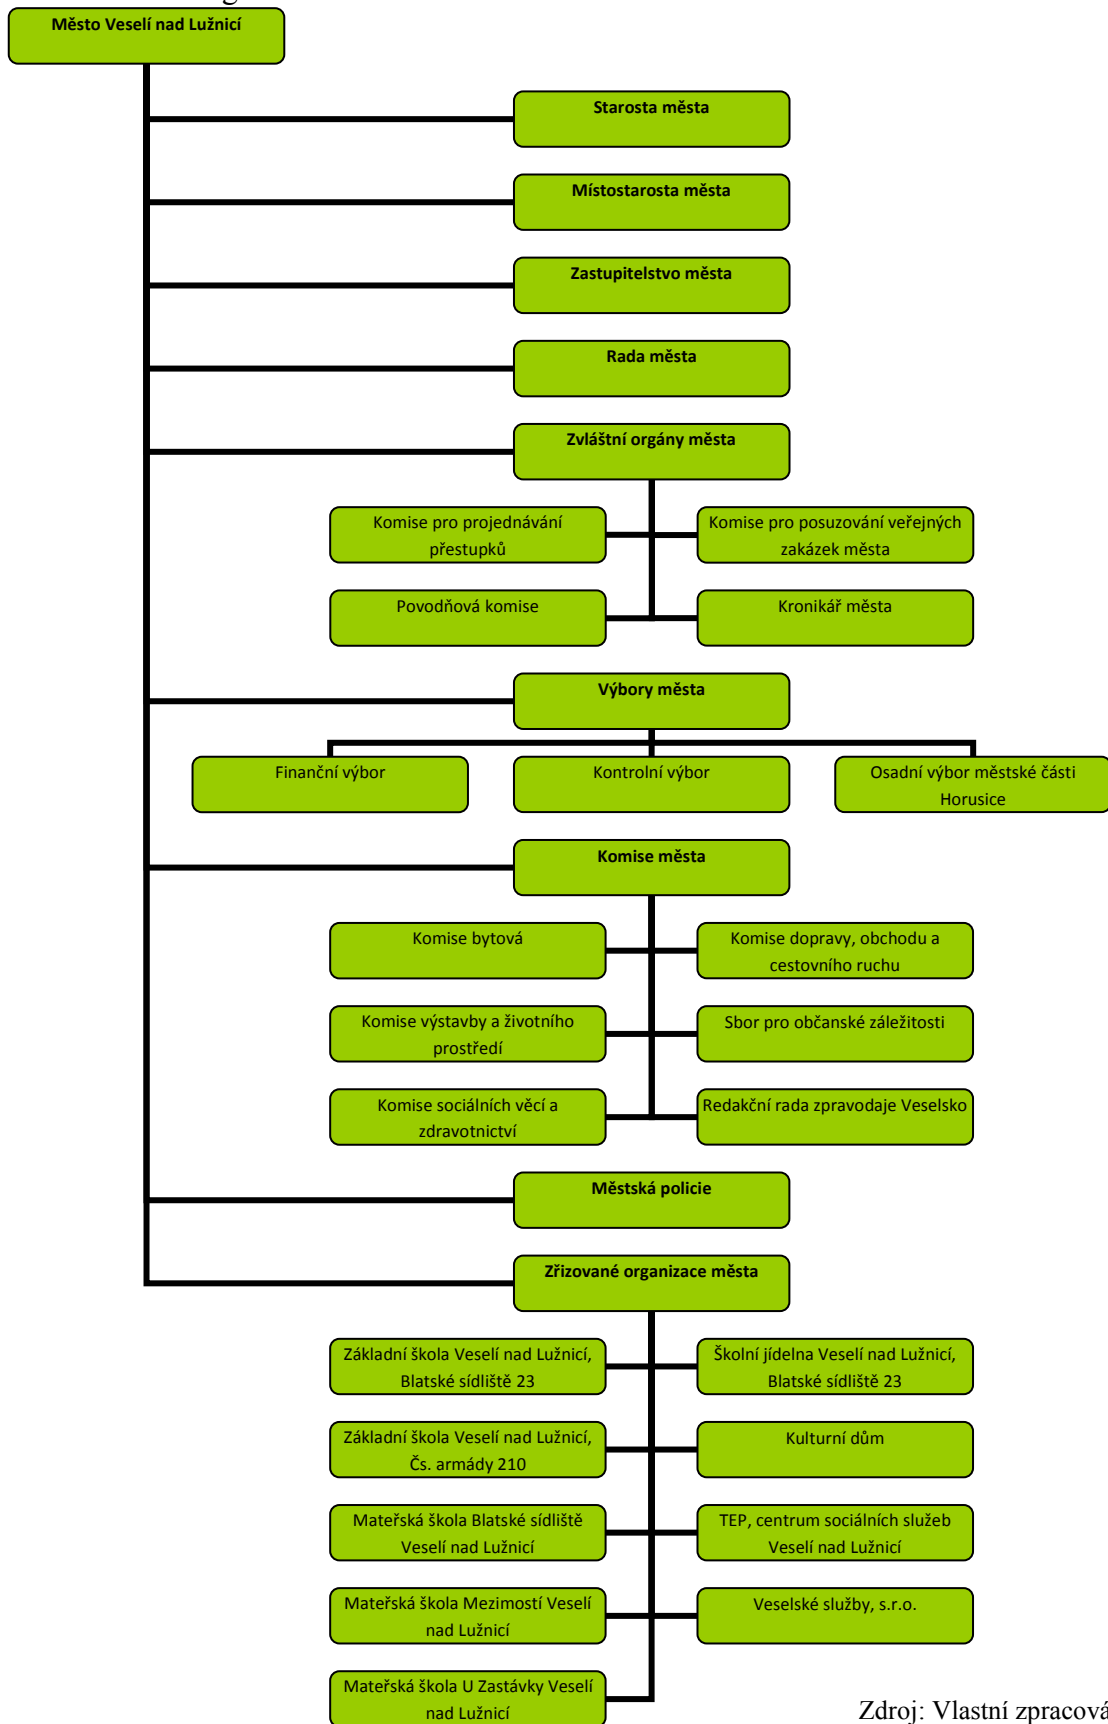 Město Veselí nad Lužnicí
Starosta města
Místostarosta města
Zastupitelstvo města
Rada města
Zvláštní orgány města
Komise pro projednávání
přestupků
Komise pro posuzování veřejných
zakázek města
Povodňová komise
Kronikář města
Výbory města
Finanční výbor
Kontrolní výbor
Osadní výbor městské části
Horusice
Komise města
Komise bytová
Komise dopravy, obchodu a
cestovního ruchu
Komise výstavby a životního
prostředí
Sbor pro občanské záležitosti
Komise sociálních věcí a
zdravotnictví
Redakční rada zpravodaje Veselsko
Městská policie
Zřizované organizace města
Základní škola Veselí nad Lužnicí,
Blatské sídliště 23
Školní jídelna Veselí nad Lužnicí,
Blatské sídliště 23
Základní škola Veselí nad Lužnicí,
Čs. armády 210
Kulturní dům
Mateřská škola Blatské sídliště
Veselí nad Lužnicí
TEP, centrum sociálních služeb
Veselí nad Lužnicí
Mateřská škola Mezimostí Veselí
nad Lužnicí
Veselské služby, s.r.o.
Mateřská škola U Zastávky Veselí
nad Lužnicí
Zdroj: Vlastní zpracová